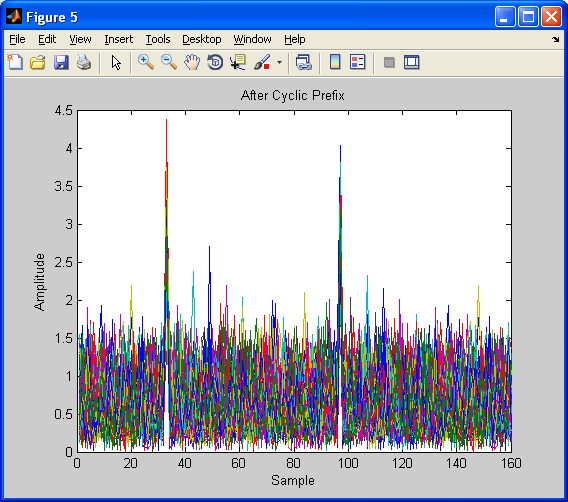 Figure 5
File Edit View Insert Tools Desktop Window Help
After Cyclic Prefix
4.5
4
3.5
3
2.5
2
1.5
1
0.5
0
Amplitude
0 20 40 60 80 100 120 140 160
Sample